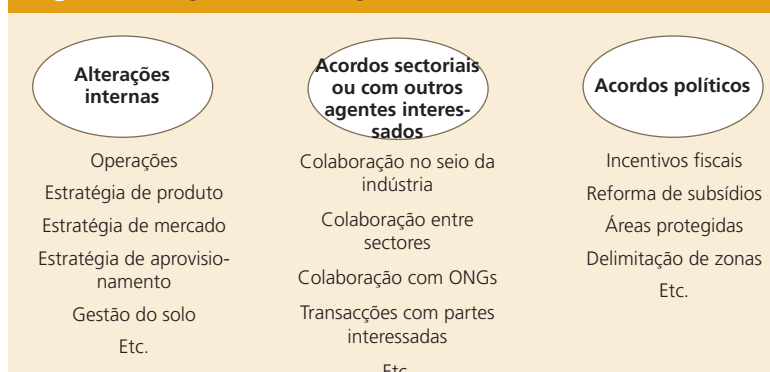 Alterações
internas
Operações
Estratégia de produto
Estratégia de mercado
Estratégia de aprovisio-
namento
Gestão do solo
Etc.
Acordos sectoriais
ou com outros
agentes interes-
sados
Colaboração no seio da
indústria
Colaboração entre
sectores
Colaboração com ONGs
Transacções com partes
interessadas
Etc
Acordos políticos
Incentivos fiscais
Reforma de subsídios
Áreas protegidas
Delimitação de zonas
Etc.